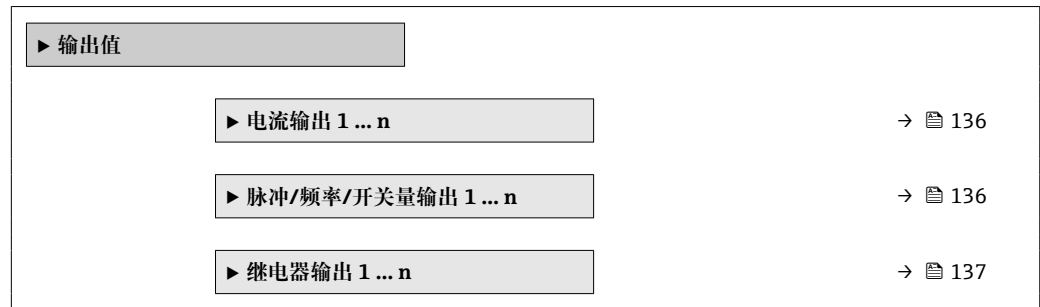 ▶ 输出值
▶ 电流输出 1 … n → 136
▶ 脉冲/频率/开关量输出 1 … n → 136
▶ 继电器输出 1 … n → 137